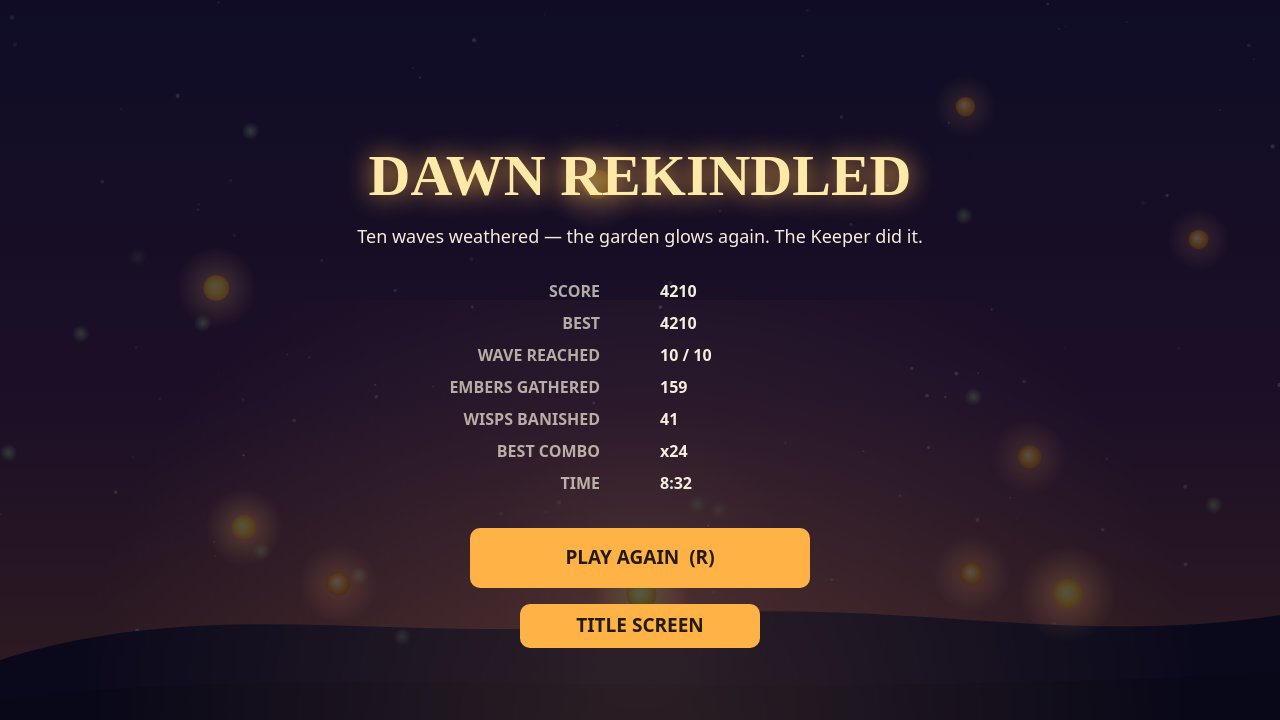 DAWN REKINDLED
Ten waves weathered — the garden glows again. The Keeper did it.
SCORE 4210
BEST 4210
WAVE REACHED 10 / 10
EMBERS GATHERED 159
WISPS BANISHED 41
BEST COMBO x24
TIME 8:32
PLAY AGAIN (R)
TITLE SCREEN